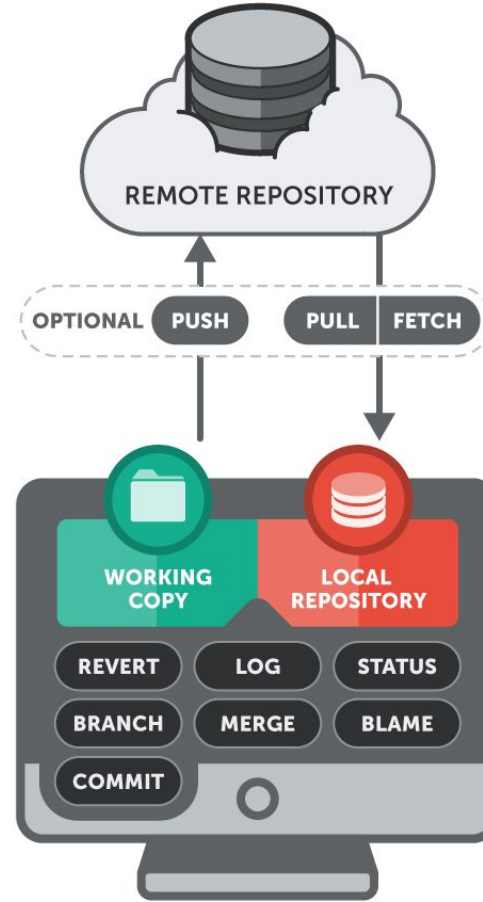 REMOTE REPOSITORY
OPTIONAL PUSH PULL FETCH
WORKING
COPY
LOCAL
REPOSITORY
REVERT LOG STATUS
BRANCH MERGE BLAME
COMMIT